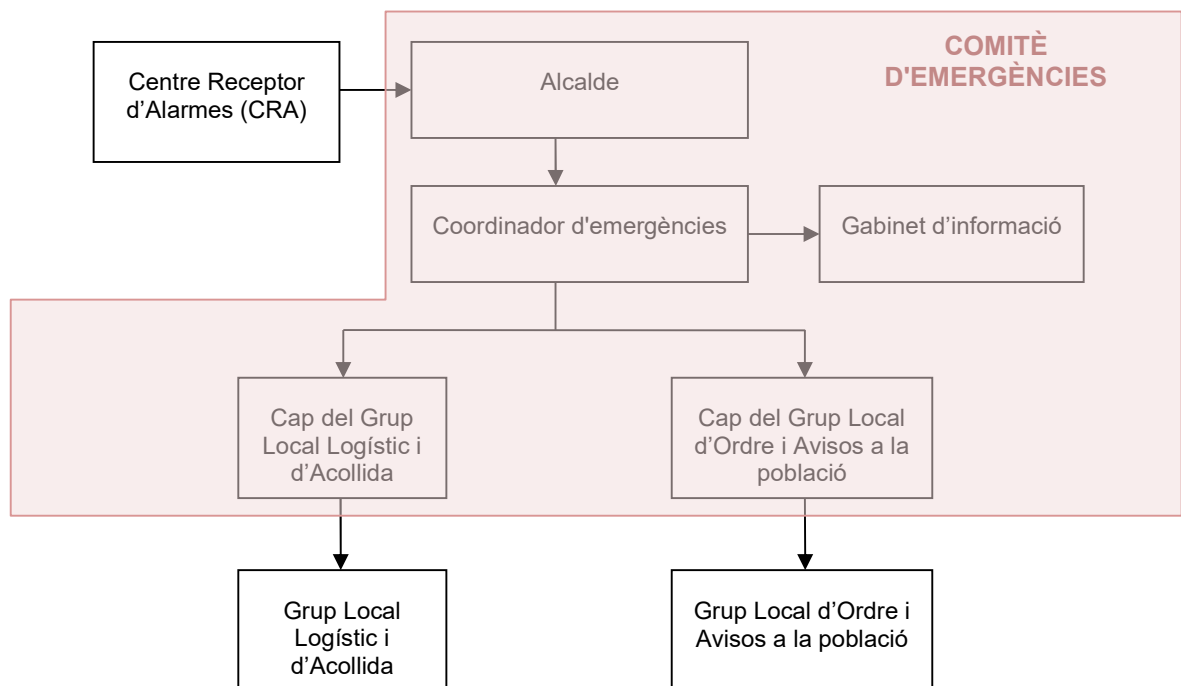 COMITÈ
D'EMERGÈNCIES
Centre Receptor
d’Alarmes (CRA)
Alcalde
Coordinador d'emergències
Gabinet d’informació
Cap del Grup
Local Logístic i
d’Acollida
Cap del Grup Local
d’Ordre i Avisos a la
població
Grup Local
Logístic i
d’Acollida
Grup Local d’Ordre i
Avisos a la població